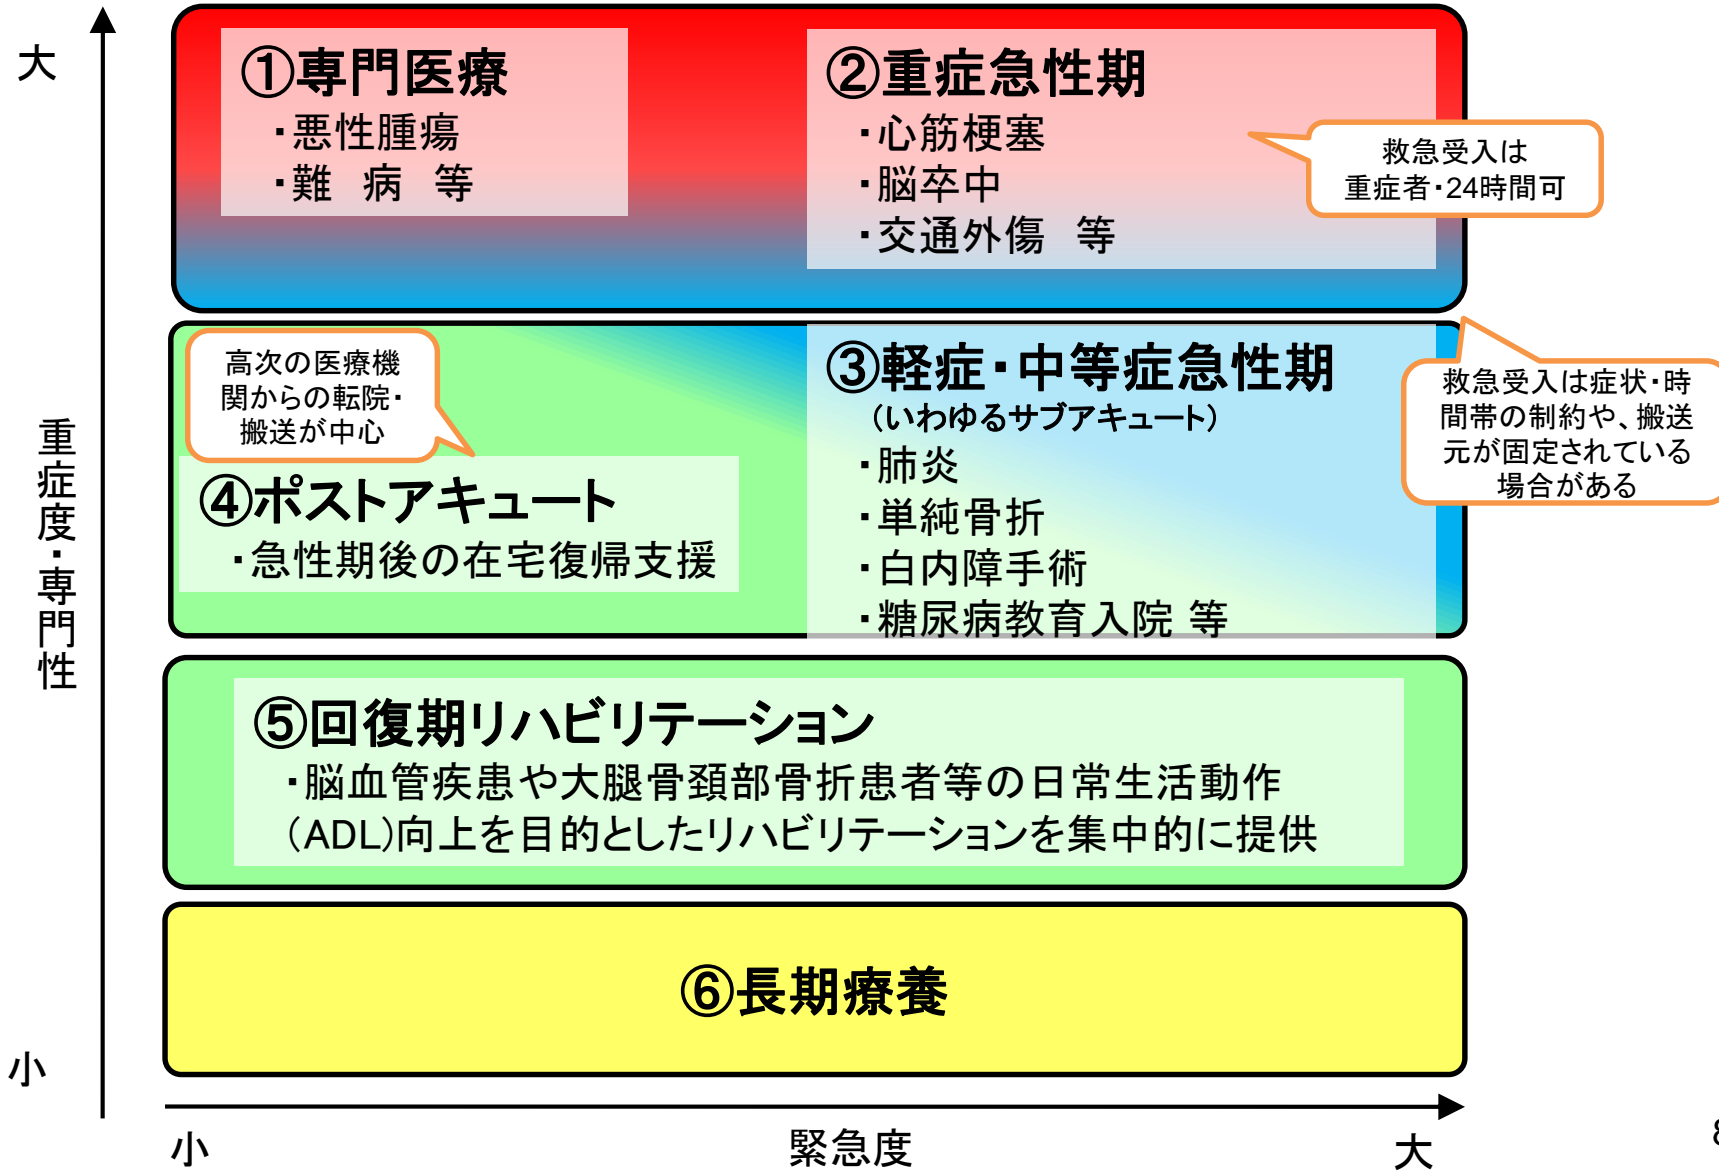 大
重症度・専門性
小
①専門医療
・悪性腫瘍
・難　病　等
②重症急性期
・心筋梗塞
・脳卒中
・交通外傷　等
救急受入は
重症者・24時間可
高次の医療機
関からの転院・
搬送が中心
④ポストアキュート
・急性期後の在宅復帰支援
③軽症・中等症急性期
（いわゆるサブアキュート）
・肺炎
・単純骨折
・白内障手術
・糖尿病教育入院 等
救急受入は症状・時
間帯の制約や、搬送
元が固定されている
場合がある
⑤回復期リハビリテーション
・脳血管疾患や大腿骨頚部骨折患者等の日常生活動作
（ADL)向上を目的としたリハビリテーションを集中的に提供
⑥長期療養
小
緊急度
大